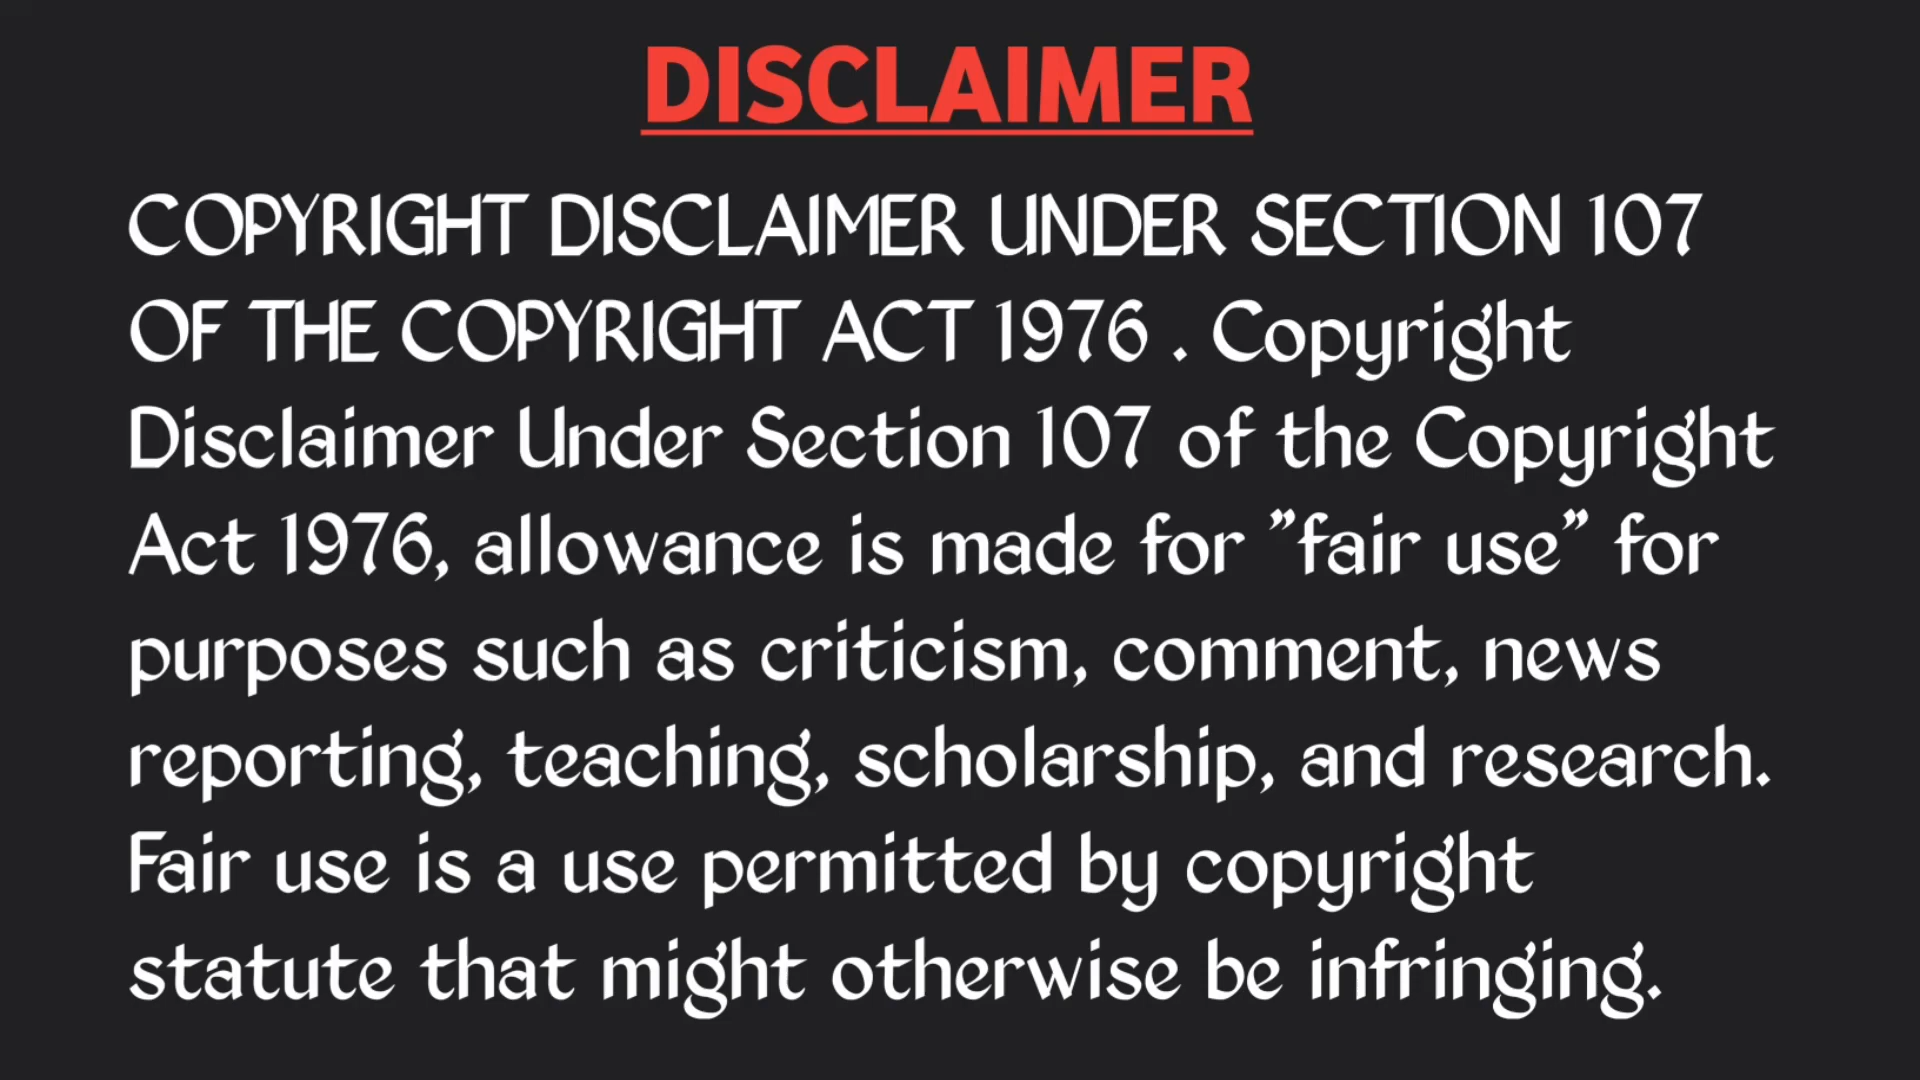 DISCLAIMER
COPYRIGHT DISCLAIMER UNDER SECTION 107
OF THE COPYRIGHT ACT 1976 . Copyright
Disclaimer Under Section 107 of the Copyright
Act 1976, allowance is made for ”fair use” for
purposes such as criticism, comment, news
reporting, teaching, scholarship, and research.
Fair use is a use permitted by copyright
statute that might otherwise be infringing.